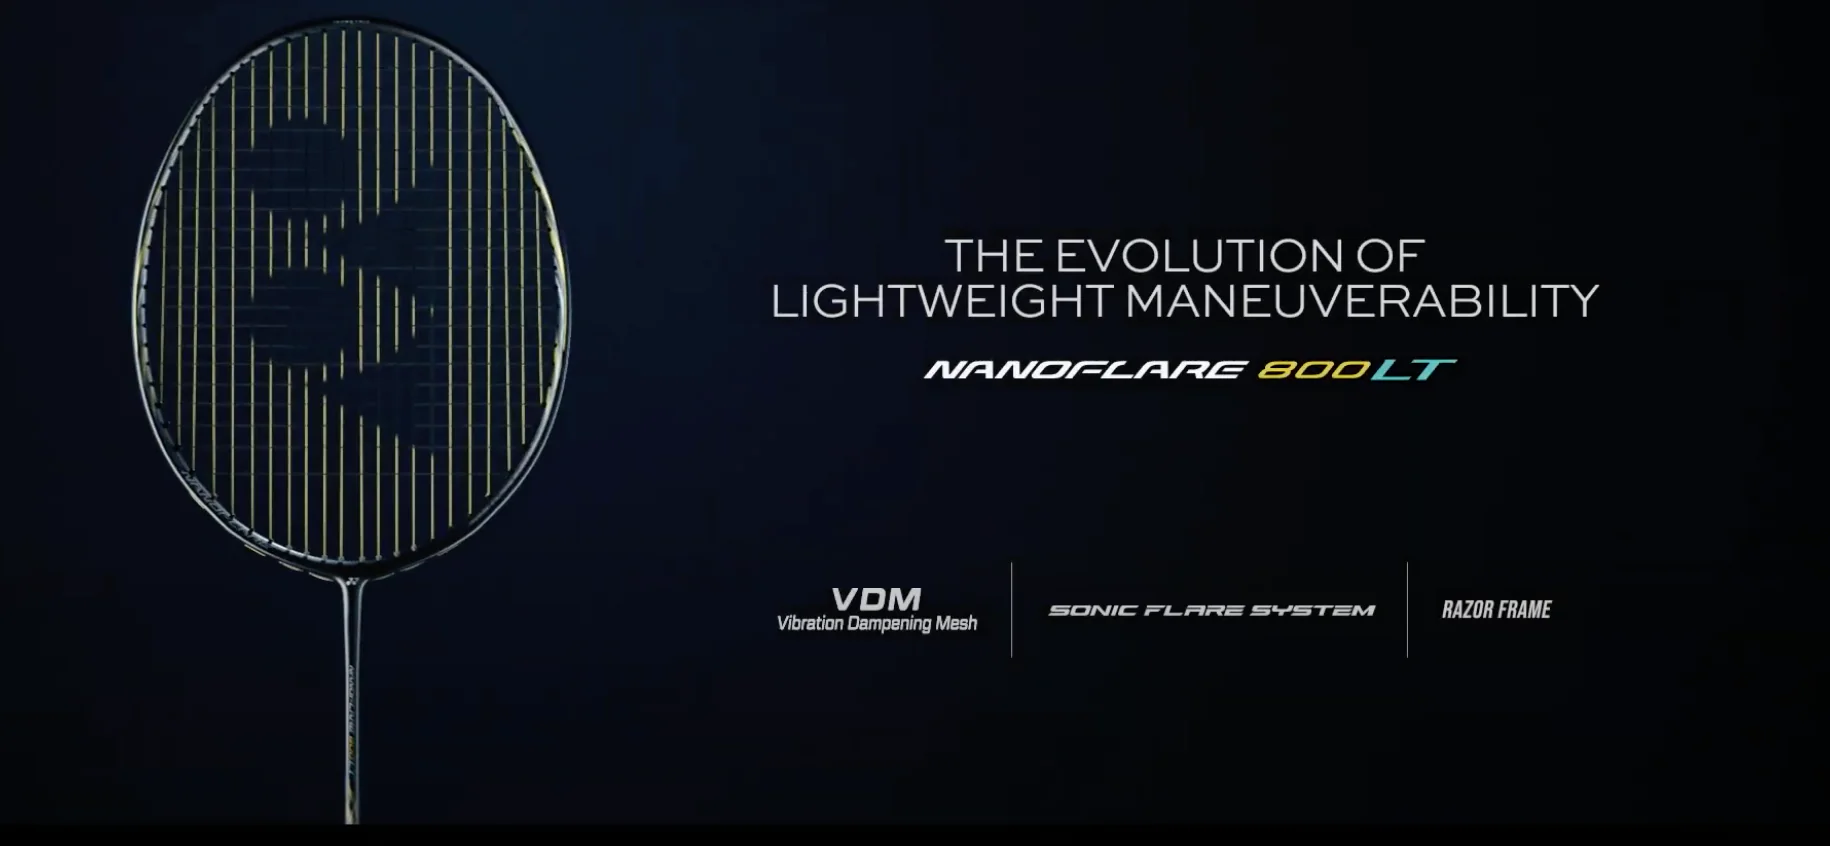 THE EVOLUTION OF
LIGHTWEIGHT MANEUVERABILITY
NANOFLARE 800LT
VDM
Vibration Dampening Mesh
SONIC FLARE SYSTEM
RAZOR FRAME